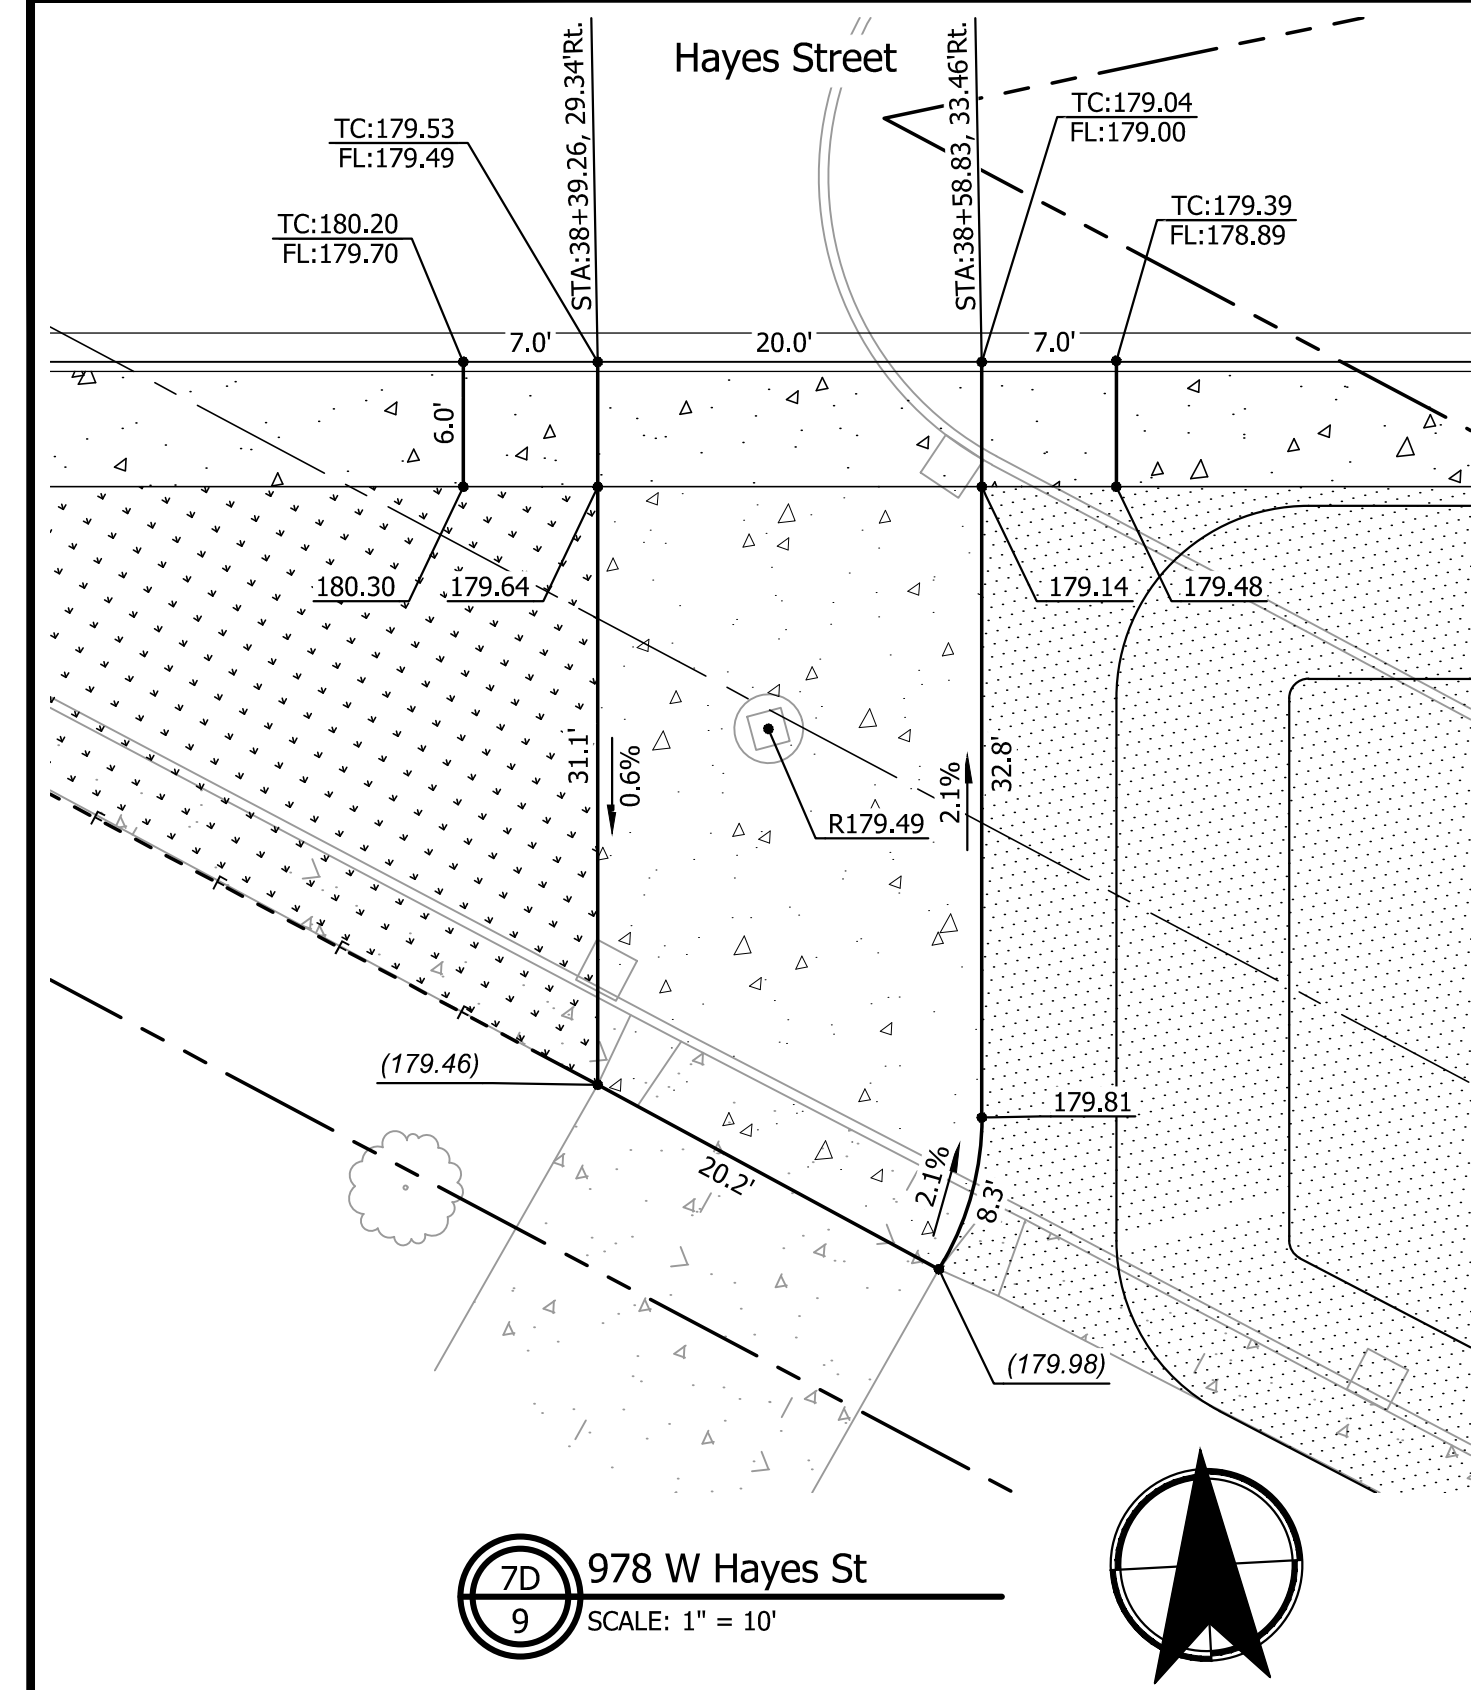 Hayes Street
STA:38+39.26, 29.34'Rt.
STA:38+58.83, 33.46'Rt.
TC:179.53
FL:179.49
TC:179.04
FL:179.00
TC:180.20
FL:179.70
TC:179.39
FL:178.89
7.0'
20.0'
7.0'
6.0'
180.30
179.64
179.14
179.48
31.1'
0.6%
R179.49
2.1%
32.8'
F
F
F
F
(179.46)
179.81
20.2'
2.1%
8.3'
(179.98)
7D
9
978 W Hayes St
SCALE: 1" = 10'